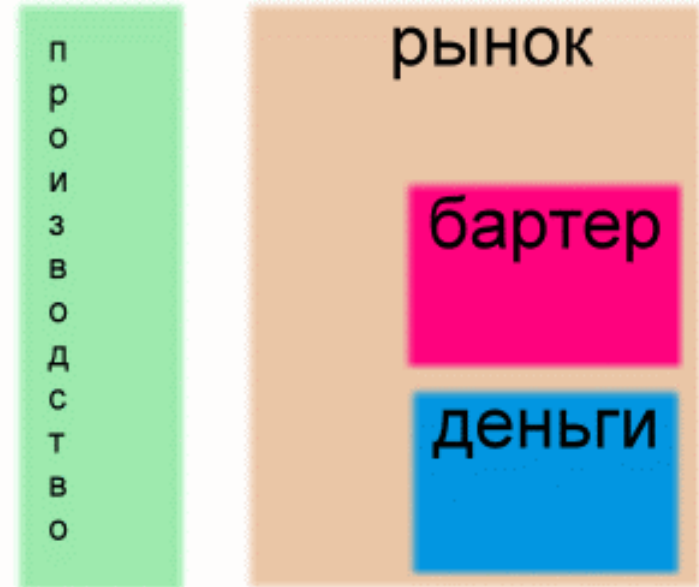 производство
рынок
бартер
деньги